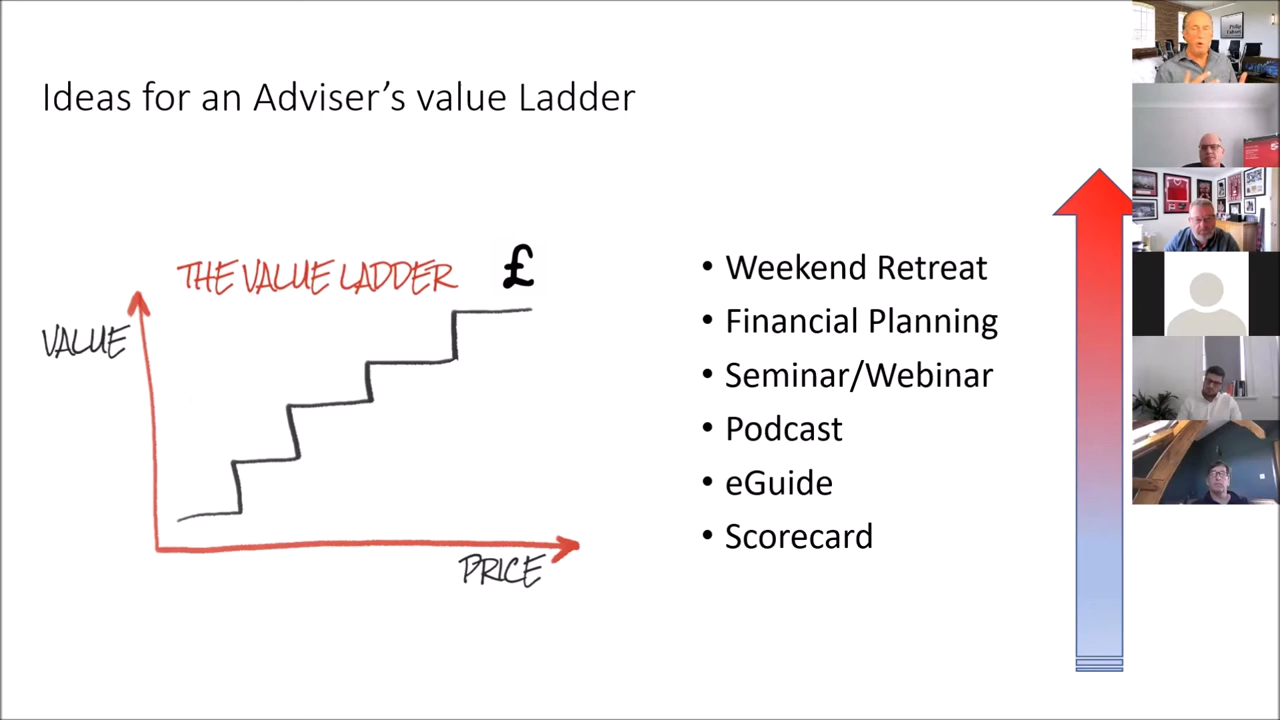 Ideas for an Adviser’s value Ladder
THE VALUE LADDER
£
VALUE
PRICE
• Weekend Retreat
• Financial Planning
• Seminar/Webinar
• Podcast
• eGuide
• Scorecard